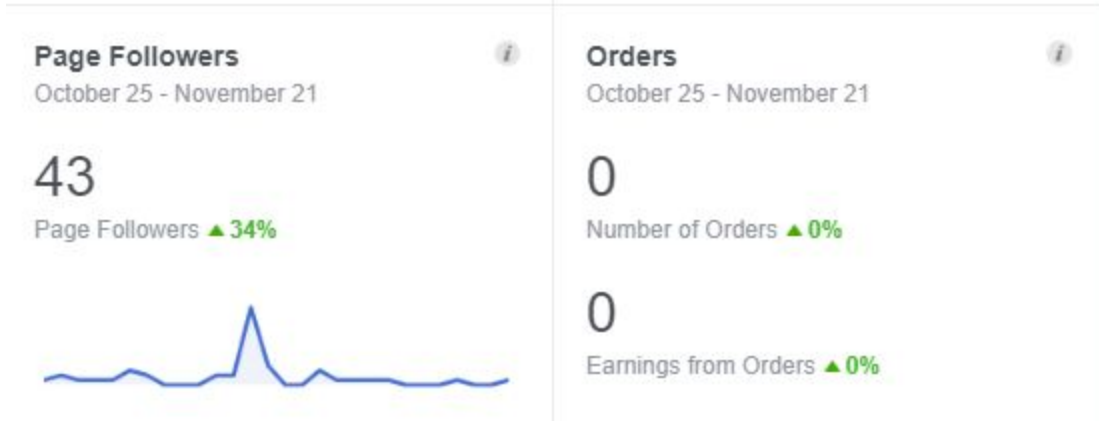 Page Followers
October 25 - November 21
43
Page Followers ▲ 34%
Orders
October 25 - November 21
0
Number of Orders ▲ 0%
0
Earnings from Orders ▲ 0%